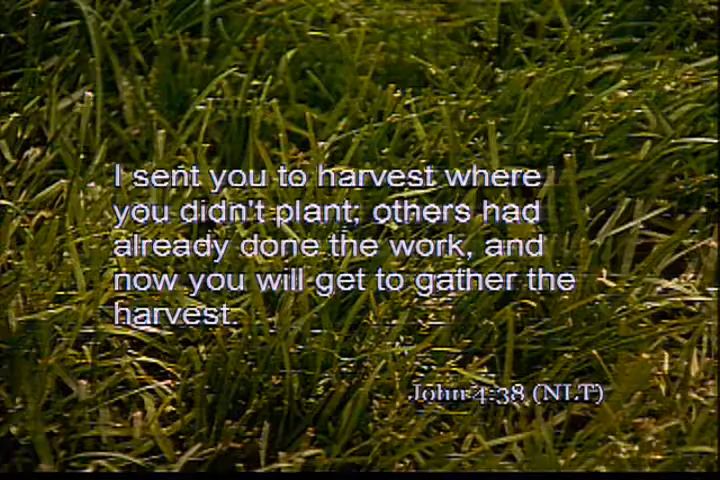 I sent you to harvest where
you didn't plant; others had
already done the work, and
now you will get to gather the
harvest.
John 4:38 (NLT)